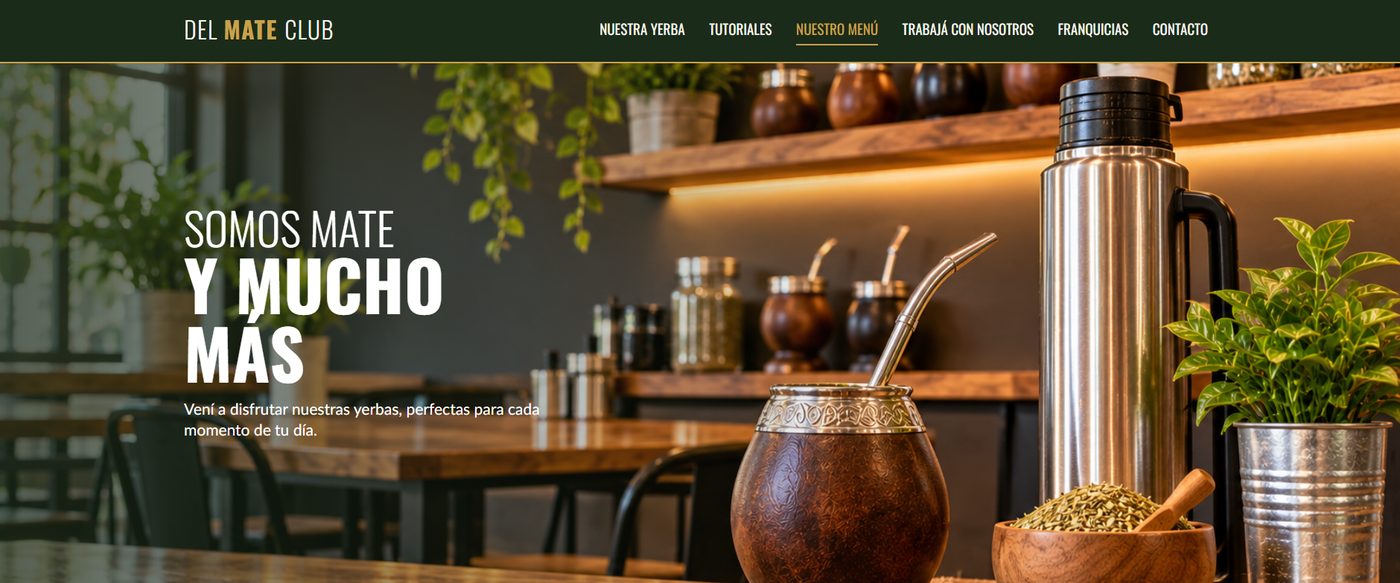 DEL MATE CLUB
NUESTRA YERBA
TUTORIALES
NUESTRO MENÚ
TRABAJÁ CON NOSOTROS
FRANQUICIAS
CONTACTO
SOMOS MATE
Y MUCHO
MÁS
Vení a disfrutar nuestras yerbas, perfectas para cada
momento de tu día.